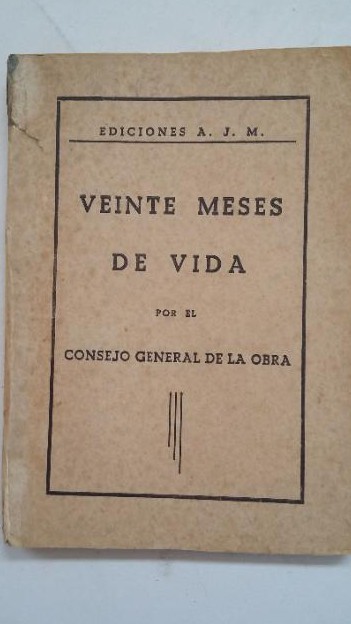 EDICIONES A. J. M.
VEINTE MESES
DE VIDA
POR EL
CONSEJO GENERAL DE LA OBRA